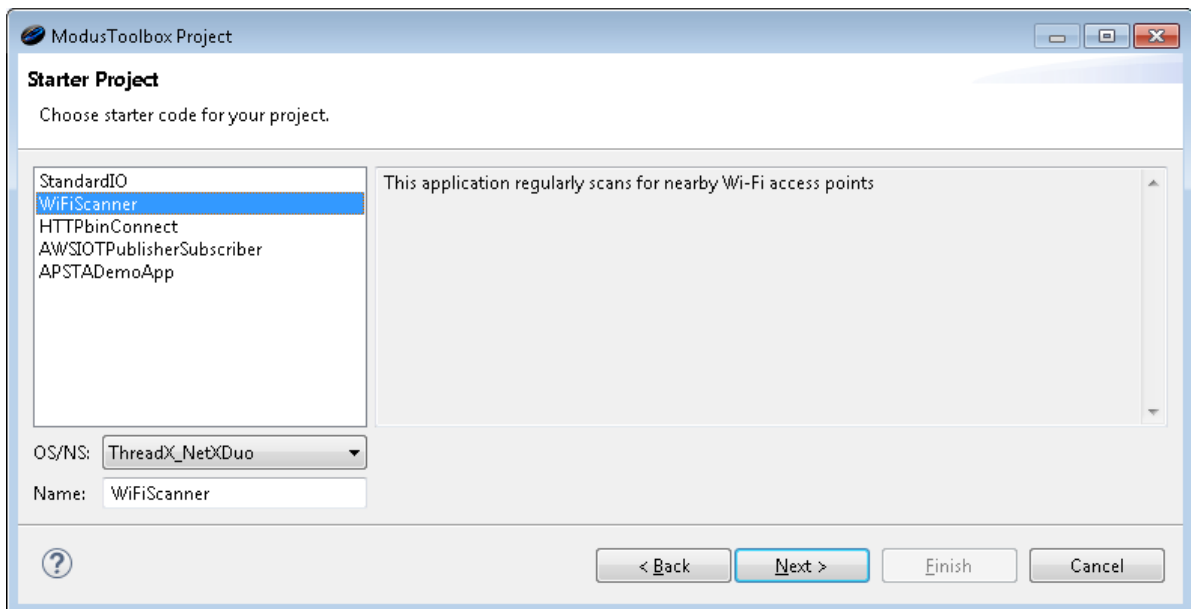 ModusToolbox Project
Starter Project
Choose starter code for your project.
StandardIO
WiFiScanner
HTTPbinConnect
AWSIOTPublisherSubscriber
APSTADemoApp
This application regularly scans for nearby Wi-Fi access points
OS/NS: ThreadX_NetXDuo
Name: WiFiScanner
? < Back Next > Finish Cancel